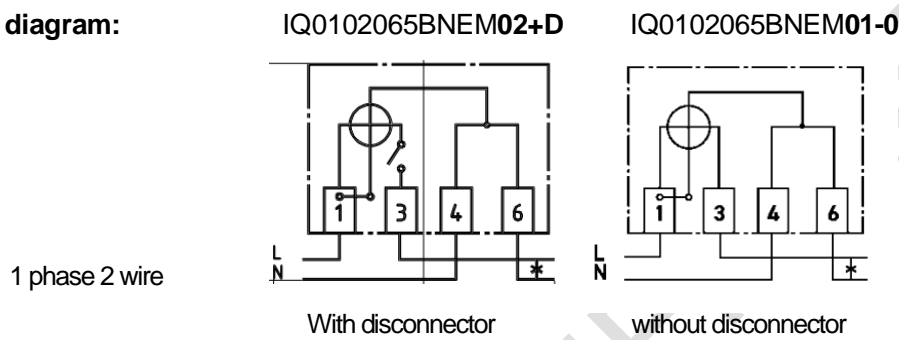 diagram: IQ0102065BNEM02+D IQ0102065BNEM01-0
1 3 4 6 1 3 4 6
L L
N * N *
1 phase 2 wire
With disconnector without disconnector